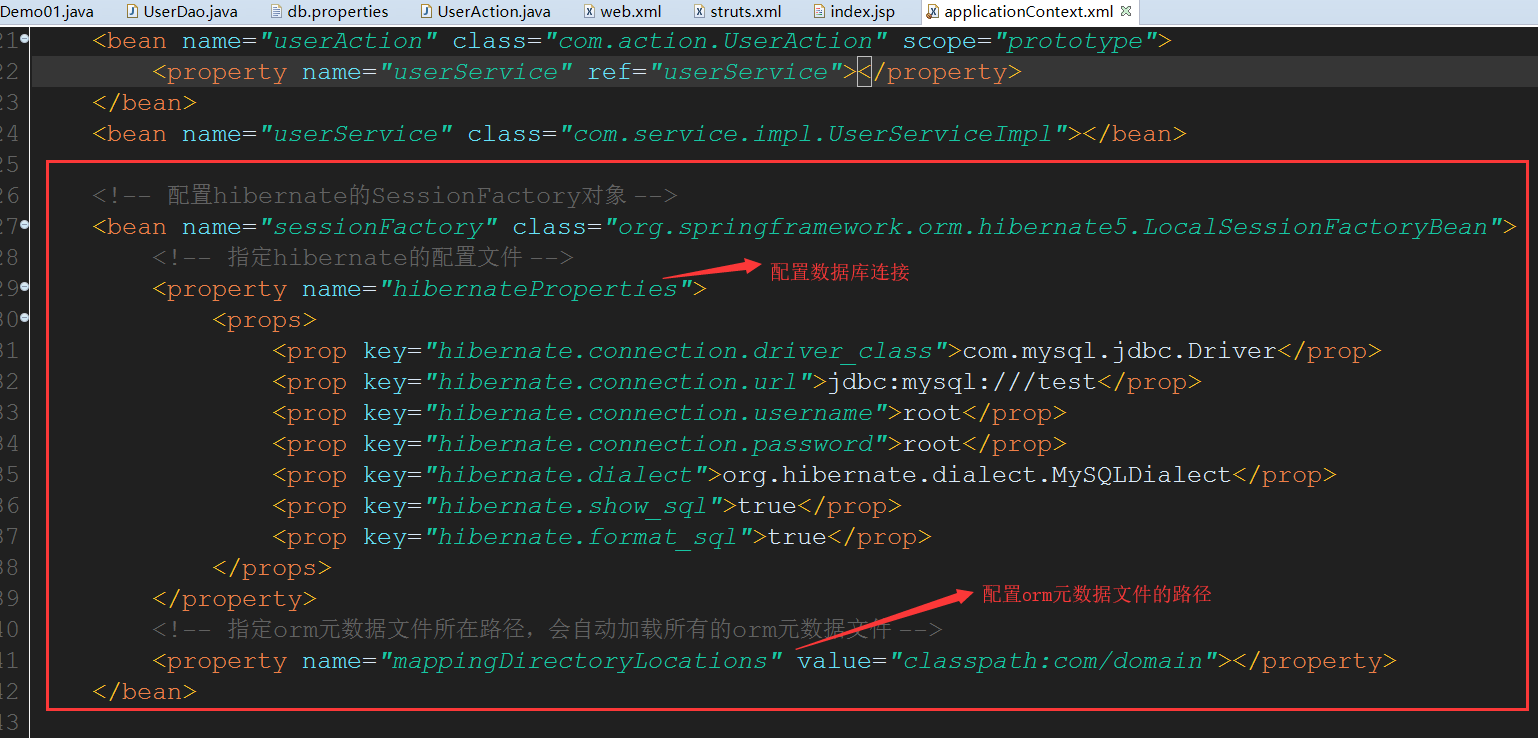 Demo01.java UserDao.java db.properties UserAction.java web.xml struts.xml index.jsp applicationContext.xml
21 <bean name="userAction" class="com.action.UserAction" scope="prototype">
22 <property name="userService" ref="userService"></property>
23 </bean>
24 <bean name="userService" class="com.service.impl.UserServiceImpl"></bean>
25
26 <!-- 配置hibernate的SessionFactory对象 -->
27 <bean name="sessionFactory" class="org.springframework.orm.hibernate5.LocalSessionFactoryBean">
28 <!-- 指定hibernate的配置文件 -->
配置数据库连接
29 <property name="hibernateProperties">
30 <props>
31 <prop key="hibernate.connection.driver_class">com.mysql.jdbc.Driver</prop>
32 <prop key="hibernate.connection.url">jdbc:mysql:///test</prop>
33 <prop key="hibernate.connection.username">root</prop>
34 <prop key="hibernate.connection.password">root</prop>
35 <prop key="hibernate.dialect">org.hibernate.dialect.MySQLDialect</prop>
36 <prop key="hibernate.show_sql">true</prop>
37 <prop key="hibernate.format_sql">true</prop>
38 </props>
配置orm元数据文件的路径
39 </property>
40 <!-- 指定orm元数据文件所在路径，会自动加载所有的orm元数据文件 -->
41 <property name="mappingDirectoryLocations" value="classpath:com/domain"></property>
42 </bean>
43